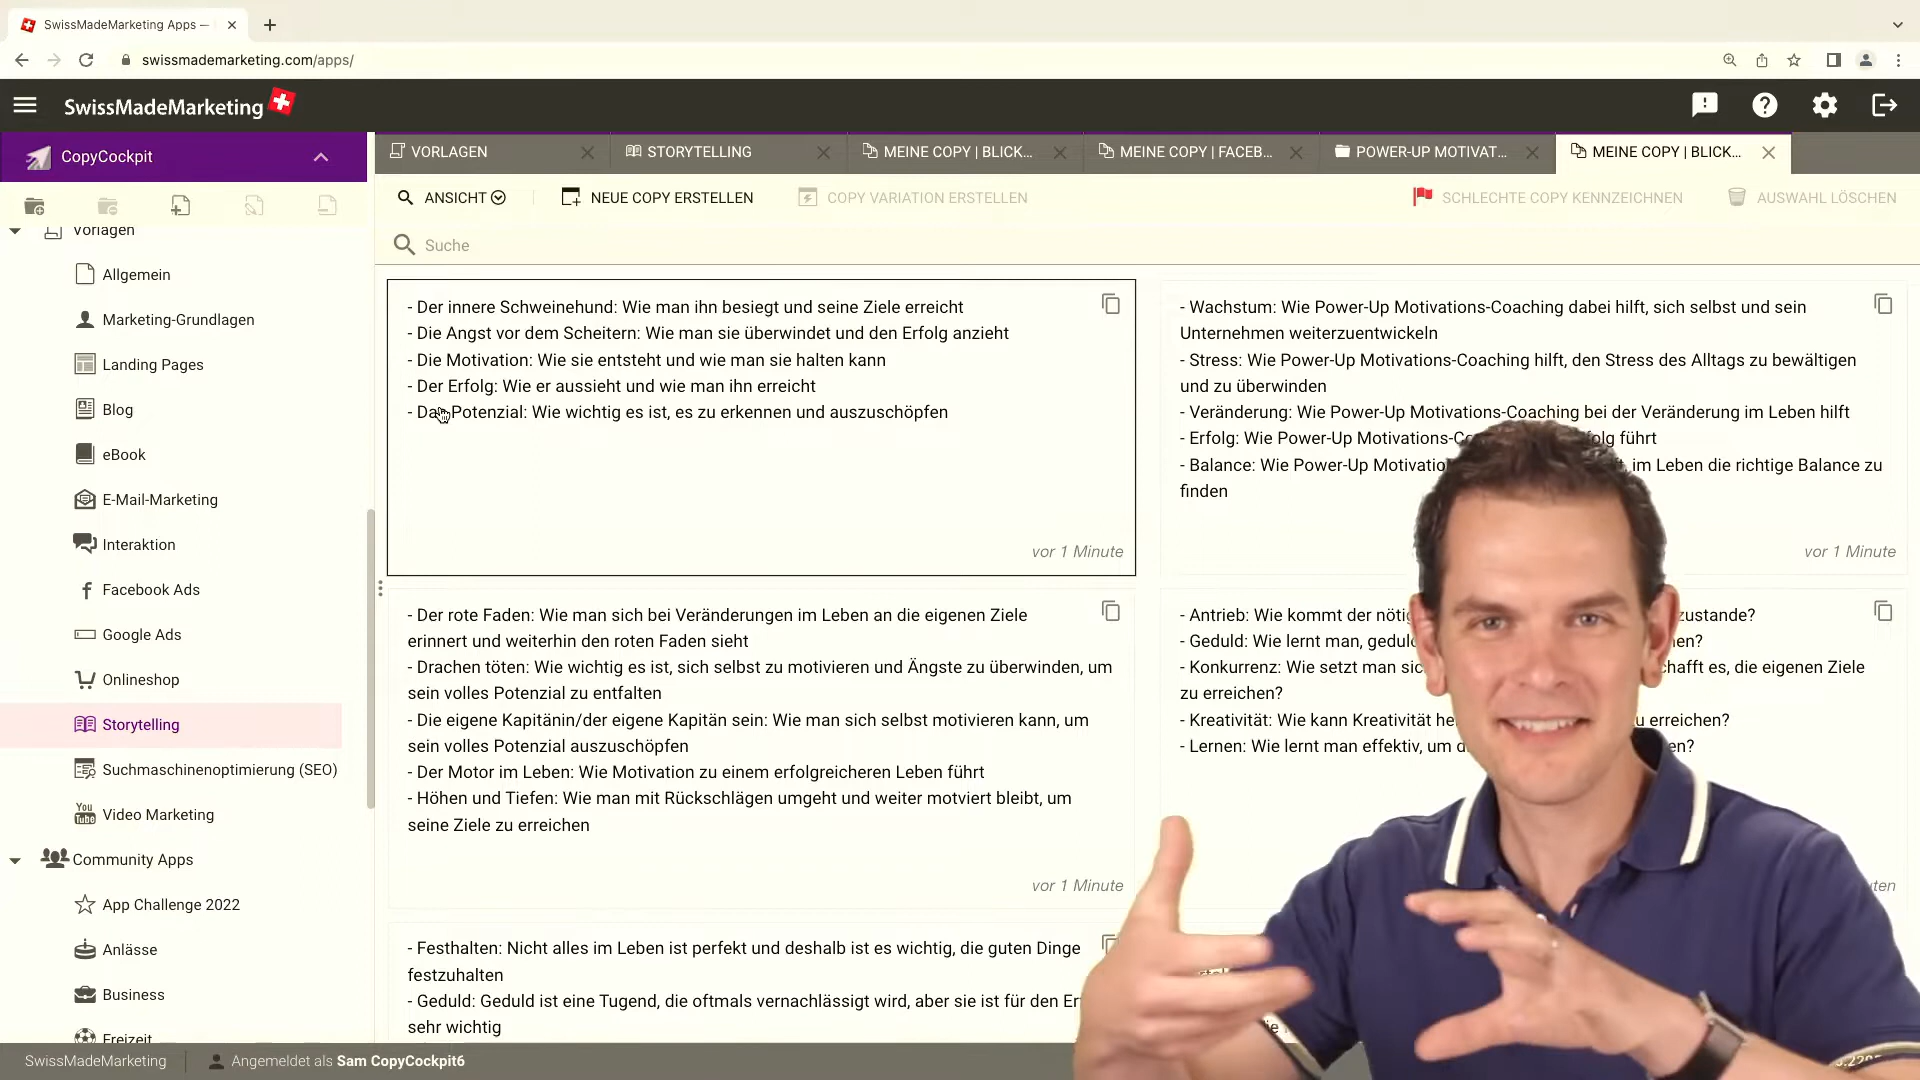 SwissMadeMarketing Apps —
swissmademarketing.com/apps/
SwissMadeMarketing
CopyCockpit
VORLAGEN
STORYTELLING
MEINE COPY | BLICK...
MEINE COPY | FACEB...
POWER-UP MOTIVAT...
MEINE COPY | BLICK...
ANSICHT
NEUE COPY ERSTELLEN
COPY VARIATION ERSTELLEN
SCHLECHTE COPY KENNZEICHNEN
AUSWAHL LÖSCHEN
Suche
Vorlagen
Allgemein
Marketing-Grundlagen
Landing Pages
Blog
eBook
E-Mail-Marketing
Interaktion
Facebook Ads
Google Ads
Onlineshop
Storytelling
Suchmaschinenoptimierung (SEO)
You
Tube
Video Marketing
Community Apps
App Challenge 2022
Anlässe
Business
Freizeit
- Der innere Schweinehund: Wie man ihn besiegt und seine Ziele erreicht
- Die Angst vor dem Scheitern: Wie man sie überwindet und den Erfolg anzieht
- Die Motivation: Wie sie entsteht und wie man sie halten kann
- Der Erfolg: Wie er aussieht und wie man ihn erreicht
- Das Potenzial: Wie wichtig es ist, es zu erkennen und auszuschöpfen
vor 1 Minute
- Wachstum: Wie Power-Up Motivations-Coaching dabei hilft, sich selbst und sein
Unternehmen weiterzuentwickeln
- Stress: Wie Power-Up Motivations-Coaching hilft, den Stress des Alltags zu bewältigen
und zu überwinden
- Veränderung: Wie Power-Up Motivations-Coaching bei der Veränderung im Leben hilft
- Erfolg: Wie Power-Up Motivations- führt
- Balance: Wie Power-Up im Leben die richtige Balance zu
finden
vor 1 Minute
- Der rote Faden: Wie man sich bei Veränderungen im Leben an die eigenen Ziele
erinnert und weiterhin den roten Faden sieht
- Drachen töten: Wie wichtig es ist, sich selbst zu motivieren und Ängste zu überwinden, um
sein volles Potenzial zu entfalten
- Die eigene Kapitänin/der eigene Kapitän sein: Wie man sich selbst motivieren kann, um
sein volles Potenzial auszuschöpfen
- Der Motor im Leben: Wie Motivation zu einem erfolgreicheren Leben führt
- Höhen und Tiefen: Wie man mit Rückschlägen umgeht und weiter motviert bleibt, um
seine Ziele zu erreichen
vor 1 Minute
- Antrieb: Wie kommt der zustande?
- Geduld: Wie lernt man,
- Konkurrenz: Wie setzt man es, die eigenen Ziele
zu erreichen?
- Kreativität: Wie kann Kreativität erreichen?
- Lernen: Wie lernt man effektiv, um
- Festhalten: Nicht alles im Leben ist perfekt und deshalb ist es wichtig, die guten Dinge
festzuhalten
- Geduld: Geduld ist eine Tugend, die oftmals vernachlässigt wird, aber sie ist für den
sehr wichtig
SwissMadeMarketing
Angemeldet als Sam CopyCockpit6